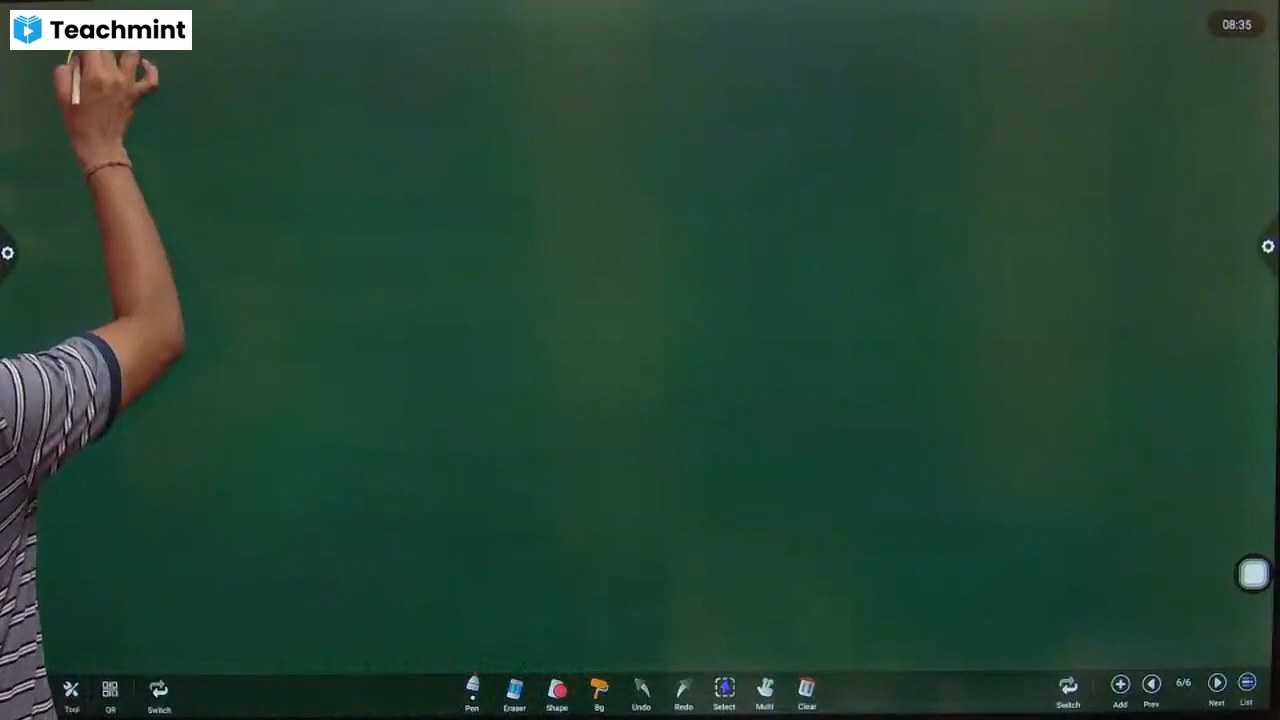 Teachmint
08:35
Tool
QR
Switch
Pen
Eraser
Shape
Bg
Undo
Redo
Select
Multi
Clear
Switch
Add
Prev
6/6
Next
List